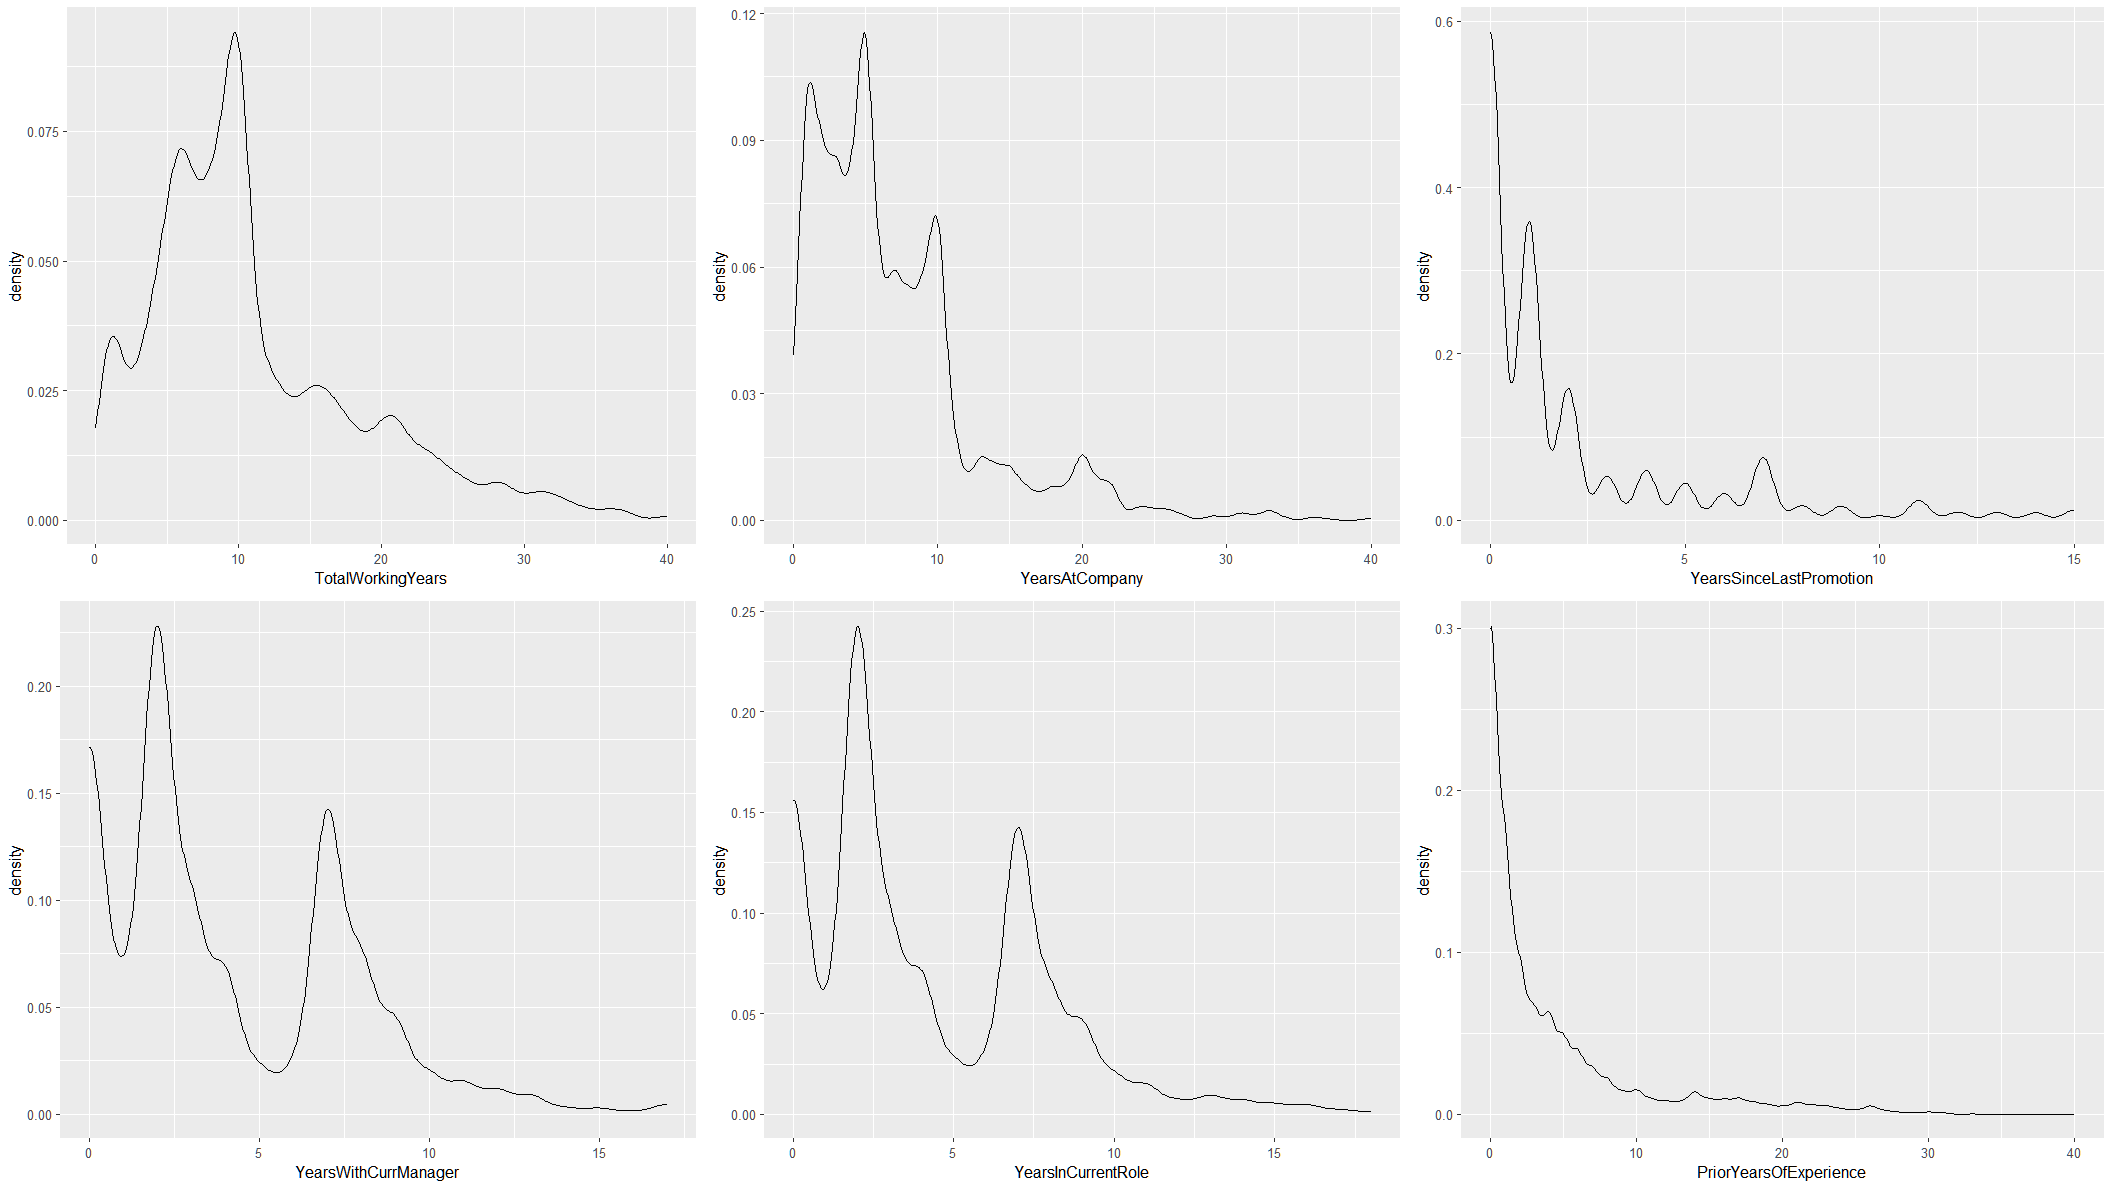 density
0.075
0.050
0.025
0.000
0 10 20 30 40
TotalWorkingYears
density
0.12
0.09
0.06
0.03
0.00
0 10 20 30 40
YearsAtCompany
density
0.6
0.4
0.2
0.0
0 5 10 15
YearsSinceLastPromotion
density
0.20
0.15
0.10
0.05
0.00
0 5 10 15
YearsWithCurrManager
density
0.25
0.20
0.15
0.10
0.05
0.00
0 5 10 15
YearsInCurrentRole
density
0.3
0.2
0.1
0.0
0 10 20 30 40
PriorYearsOfExperience